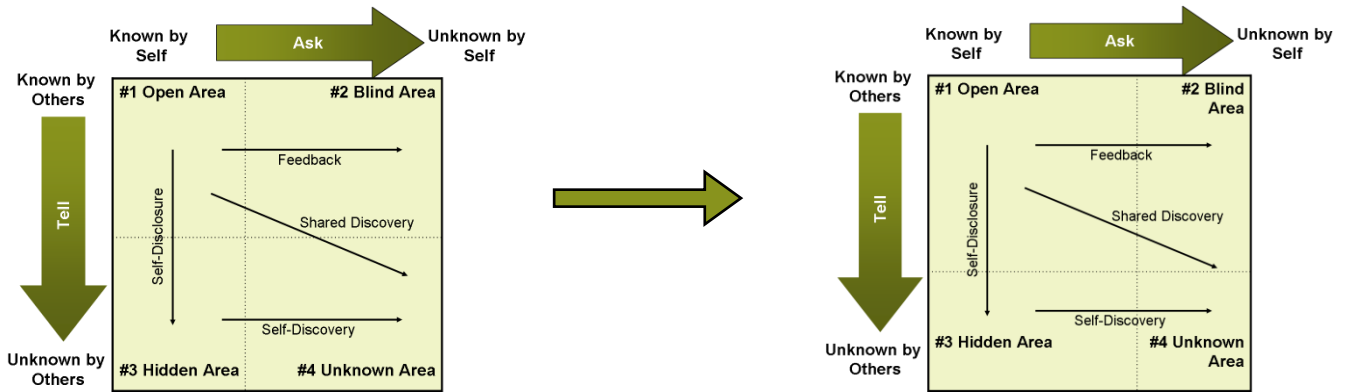 Known by
Self
Ask
Unknown by
Self
Known by
Others
#1 Open Area
#2 Blind Area
Feedback
Tell
Self-Disclosure
Shared Discovery
Self-Discovery
Unknown by
Others
#3 Hidden Area
#4 Unknown Area
Known by
Self
Ask
Unknown by
Self
Known by
Others
#1 Open Area
#2 Blind
Area
Feedback
Tell
Self-Disclosure
Shared Discovery
Self-Discovery
Unknown by
Others
#3 Hidden Area
#4 Unknown
Area